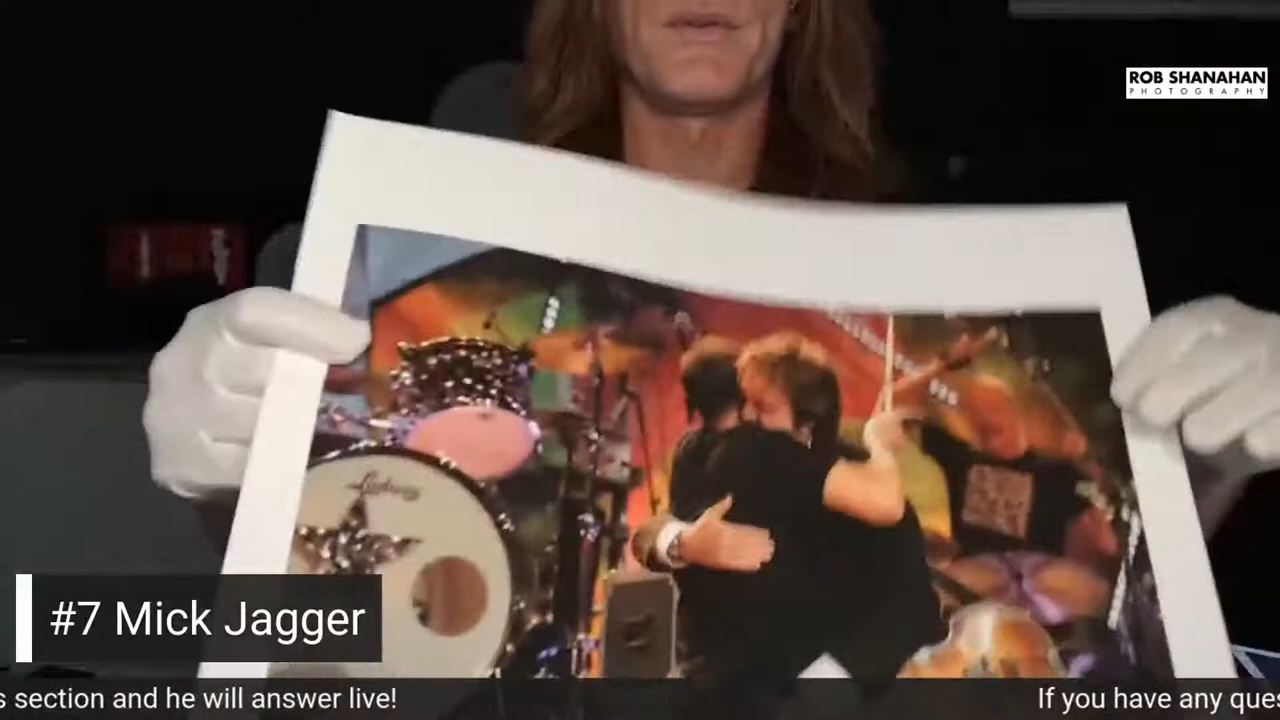 ROB SHANAHAN
PHOTOGRAPHY
Ludwig
#7 Mick Jagger
s section and he will answer live!
If you have any ques